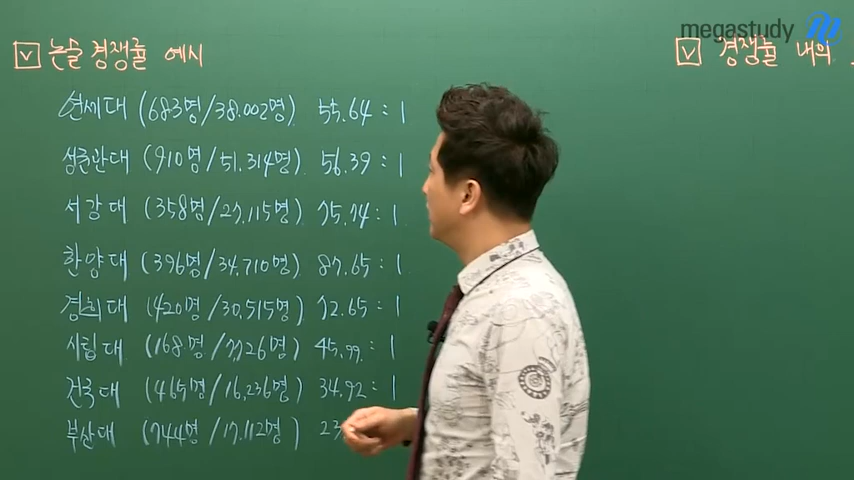 megastudy
☑ 논술 경쟁률 예시
☑ 경쟁률 내의
연세대 (683명/38.002명) 55.64 : 1
성균관대 (910명/51.314명) 56.39 : 1
서강대 (358명/27,115명) 75.74 : 1
한양대 (396명/34.710명) 87.65 : 1
경희대 (420명/30,515명) 72.65 : 1
시립대 (168명/7,726명) 45.99 : 1
건국대 (465명/16,236명) 34.92 : 1
부산대 (744명/17.112명) 23